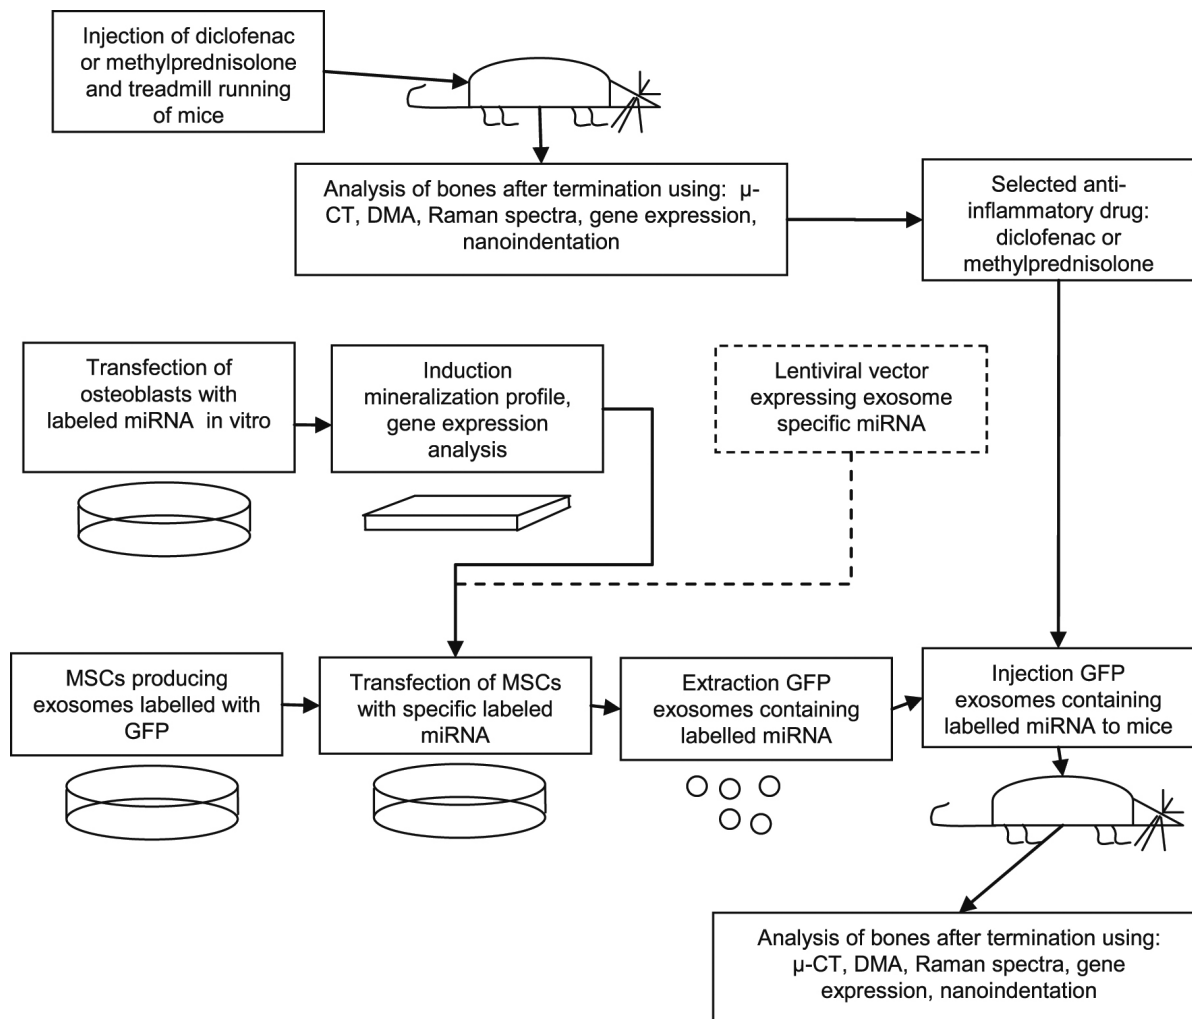 Injection of diclofenac
or methylprednisolone
and treadmill running
of mice
Analysis of bones after termination using:  μ-
CT, DMA, Raman spectra, gene expression,
nanoindentation
Selected anti-
inflammatory drug:
diclofenac or
methylprednisolone
Transfection of
osteoblasts with
labeled miRNA  in vitro
Induction
mineralization profile,
gene expression
analysis
Lentiviral vector
expressing exosome
specific miRNA
MSCs producing
exosomes labelled with
GFP
Transfection of MSCs
with specific labeled
miRNA
Extraction GFP
exosomes containing
labelled miRNA
Injection GFP
exosomes containing
labelled miRNA to mice
Analysis of bones after termination using:
μ-CT, DMA, Raman spectra, gene
expression, nanoindentation